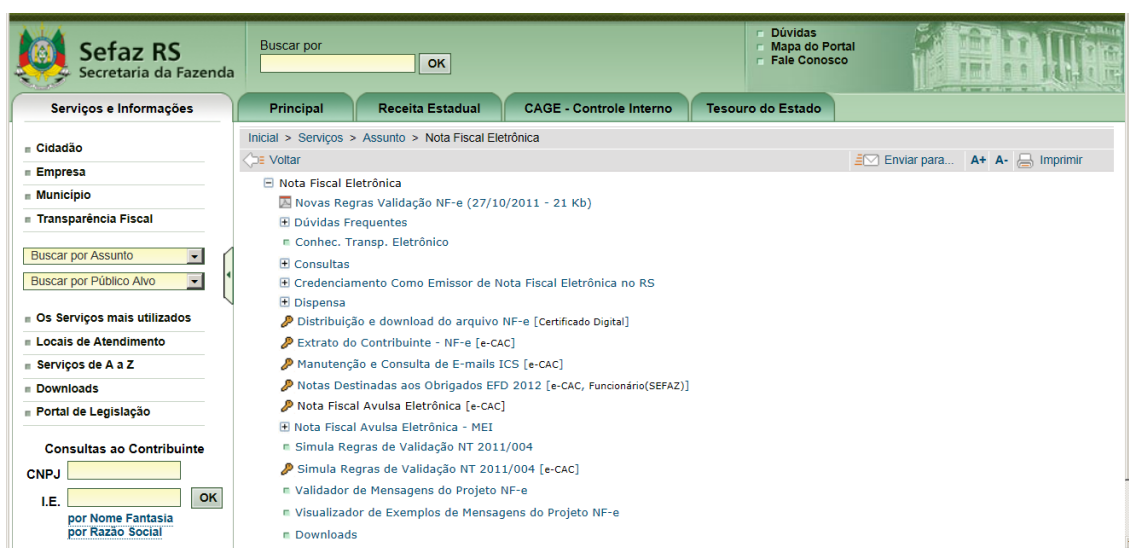 Sefaz RS
Secretaria da Fazenda
Buscar por
OK
Dúvidas
Mapa do Portal
Fale Conosco
Serviços e Informações
Principal
Receita Estadual
CAGE - Controle Interno
Tesouro do Estado
Cidadão
Empresa
Município
Transparência Fiscal
Buscar por Assunto
Buscar por Público Alvo
Os Serviços mais utilizados
Locais de Atendimento
Serviços de A a Z
Downloads
Portal de Legislação
Consultas ao Contribuinte
CNPJ
I.E.
OK
por Nome Fantasia
por Razão Social
Inicial > Serviços > Assunto > Nota Fiscal Eletrônica
Voltar
Enviar para... A+ A- Imprimir
Nota Fiscal Eletrônica
Novas Regras Validação NF-e (27/10/2011 - 21 Kb)
Dúvidas Frequentes
Conhec. Transp. Eletrônico
Consultas
Credenciamento Como Emissor de Nota Fiscal Eletrônica no RS
Dispensa
Distribuição e download do arquivo NF-e [Certificado Digital]
Extrato do Contribuinte - NF-e [e-CAC]
Manutenção e Consulta de E-mails ICS [e-CAC]
Notas Destinadas aos Obrigados EFD 2012 [e-CAC, Funcionário(SEFAZ)]
Nota Fiscal Avulsa Eletrônica [e-CAC]
Nota Fiscal Avulsa Eletrônica - MEI
Simula Regras de Validação NT 2011/004
Simula Regras de Validação NT 2011/004 [e-CAC]
Validador de Mensagens do Projeto NF-e
Visualizador de Exemplos de Mensagens do Projeto NF-e
Downloads